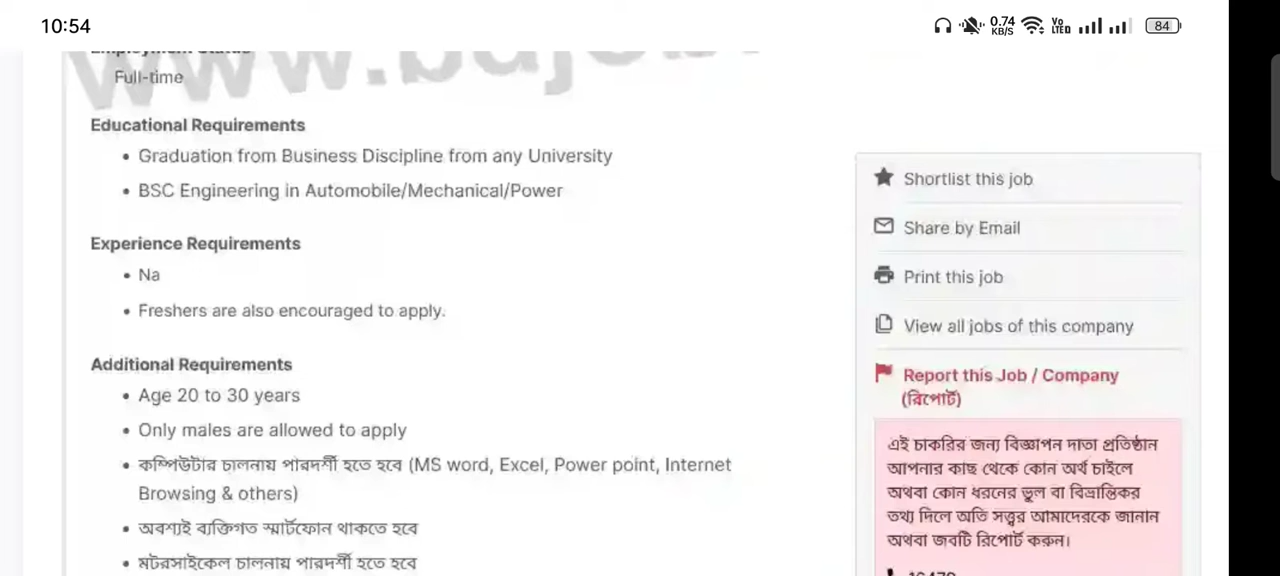 10:54
0.74 KB/S
Vo LTE
84
Employment Status
Full-time
Educational Requirements
• Graduation from Business Discipline from any University
• BSC Engineering in Automobile/Mechanical/Power
Experience Requirements
• Na
• Freshers are also encouraged to apply.
Additional Requirements
• Age 20 to 30 years
• Only males are allowed to apply
• কম্পিউটার চালনায় পারদর্শী হতে হবে (MS word, Excel, Power point, Internet
Browsing & others)
• অবশ্যই ব্যক্তিগত স্মার্টফোন থাকতে হবে
• মটরসাইকেল চালনায় পারদর্শী হতে হবে
Shortlist this job
Share by Email
Print this job
View all jobs of this company
Report this Job / Company
(রিপোর্ট)
এই চাকরির জন্য বিজ্ঞাপন দাতা প্রতিষ্ঠান
আপনার কাছ থেকে কোন অর্থ চাইলে
অথবা কোন ধরনের ভুল বা বিভ্রান্তিকর
তথ্য দিলে অতি সত্ত্বর আমাদেরকে জানান
অথবা জবটি রিপোর্ট করুন।